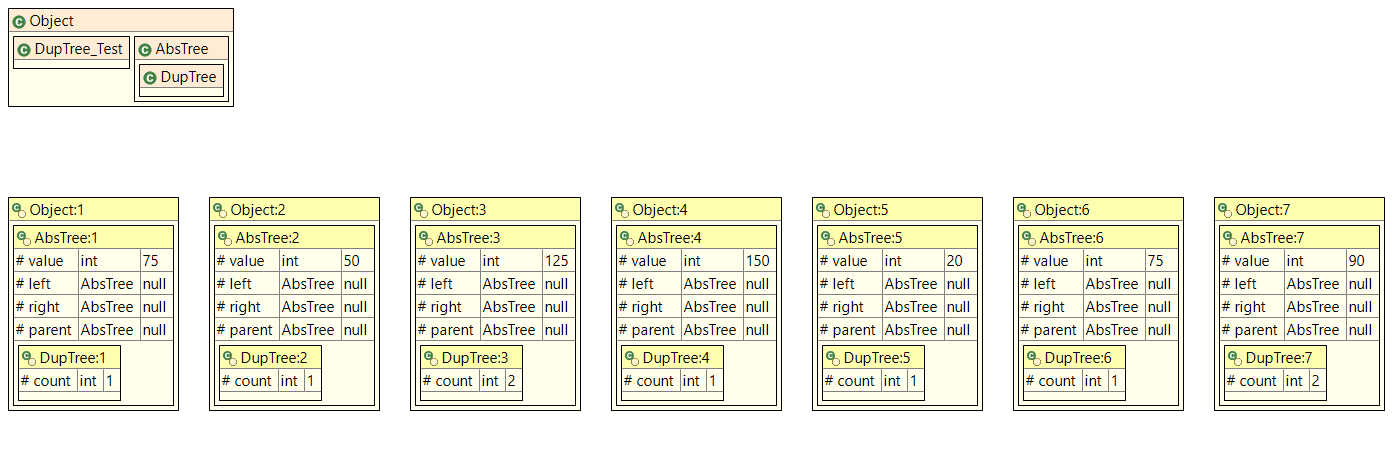 Object
DupTree_Test AbsTree
DupTree
Object:1 Object:2 Object:3 Object:4 Object:5 Object:6 Object:7
AbsTree:1 AbsTree:2 AbsTree:3 AbsTree:4 AbsTree:5 AbsTree:6 AbsTree:7
# value int 75 # value int 50 # value int 125 # value int 150 # value int 20 # value int 75 # value int 90
# left AbsTree null # left AbsTree null # left AbsTree null # left AbsTree null # left AbsTree null # left AbsTree null # left AbsTree null
# right AbsTree null # right AbsTree null # right AbsTree null # right AbsTree null # right AbsTree null # right AbsTree null # right AbsTree null
# parent AbsTree null # parent AbsTree null # parent AbsTree null # parent AbsTree null # parent AbsTree null # parent AbsTree null # parent AbsTree null
DupTree:1 DupTree:2 DupTree:3 DupTree:4 DupTree:5 DupTree:6 DupTree:7
# count int 1 # count int 1 # count int 2 # count int 1 # count int 1 # count int 1 # count int 2